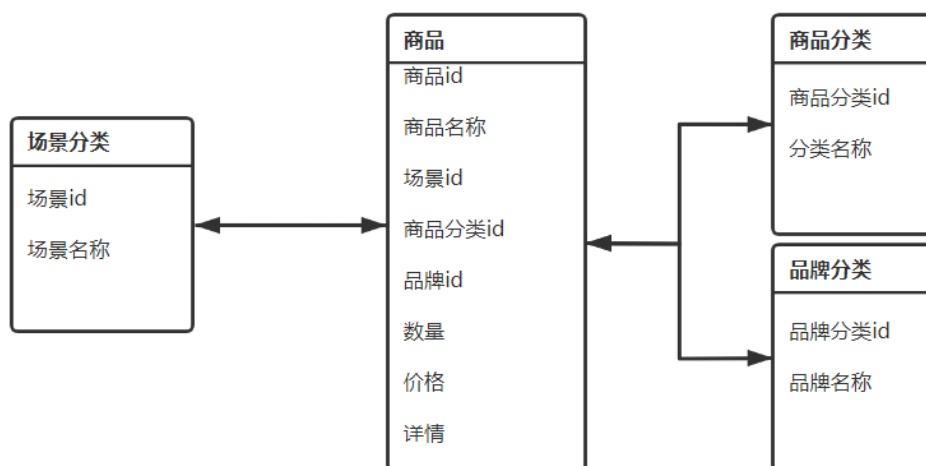 场景分类
场景id
场景名称
商品
商品id
商品名称
场景id
商品分类id
品牌id
数量
价格
详情
商品分类
商品分类id
分类名称
品牌分类
品牌分类id
品牌名称